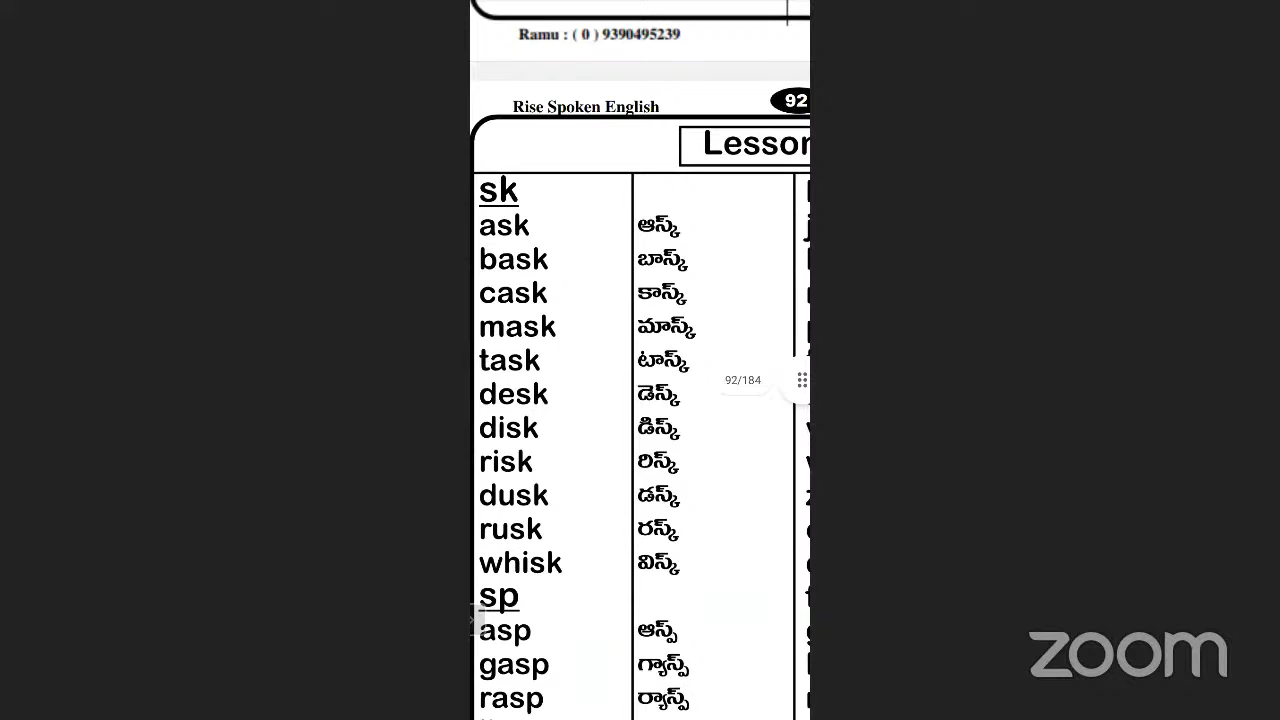 Ramu : ( 0 ) 9390495239
Rise Spoken English 92
Lesson
sk
ask ఆస్క్
bask బాస్క్
cask కాస్క్
mask మాస్క్
task టాస్క్
92/184
desk డెస్క్
disk డిస్క్
risk రిస్క్
dusk డస్క్
rusk రస్క్
whisk విస్క్
sp
asp ఆస్ప్
gasp గ్యాస్ప్
rasp ర్యాస్ప్
zoom